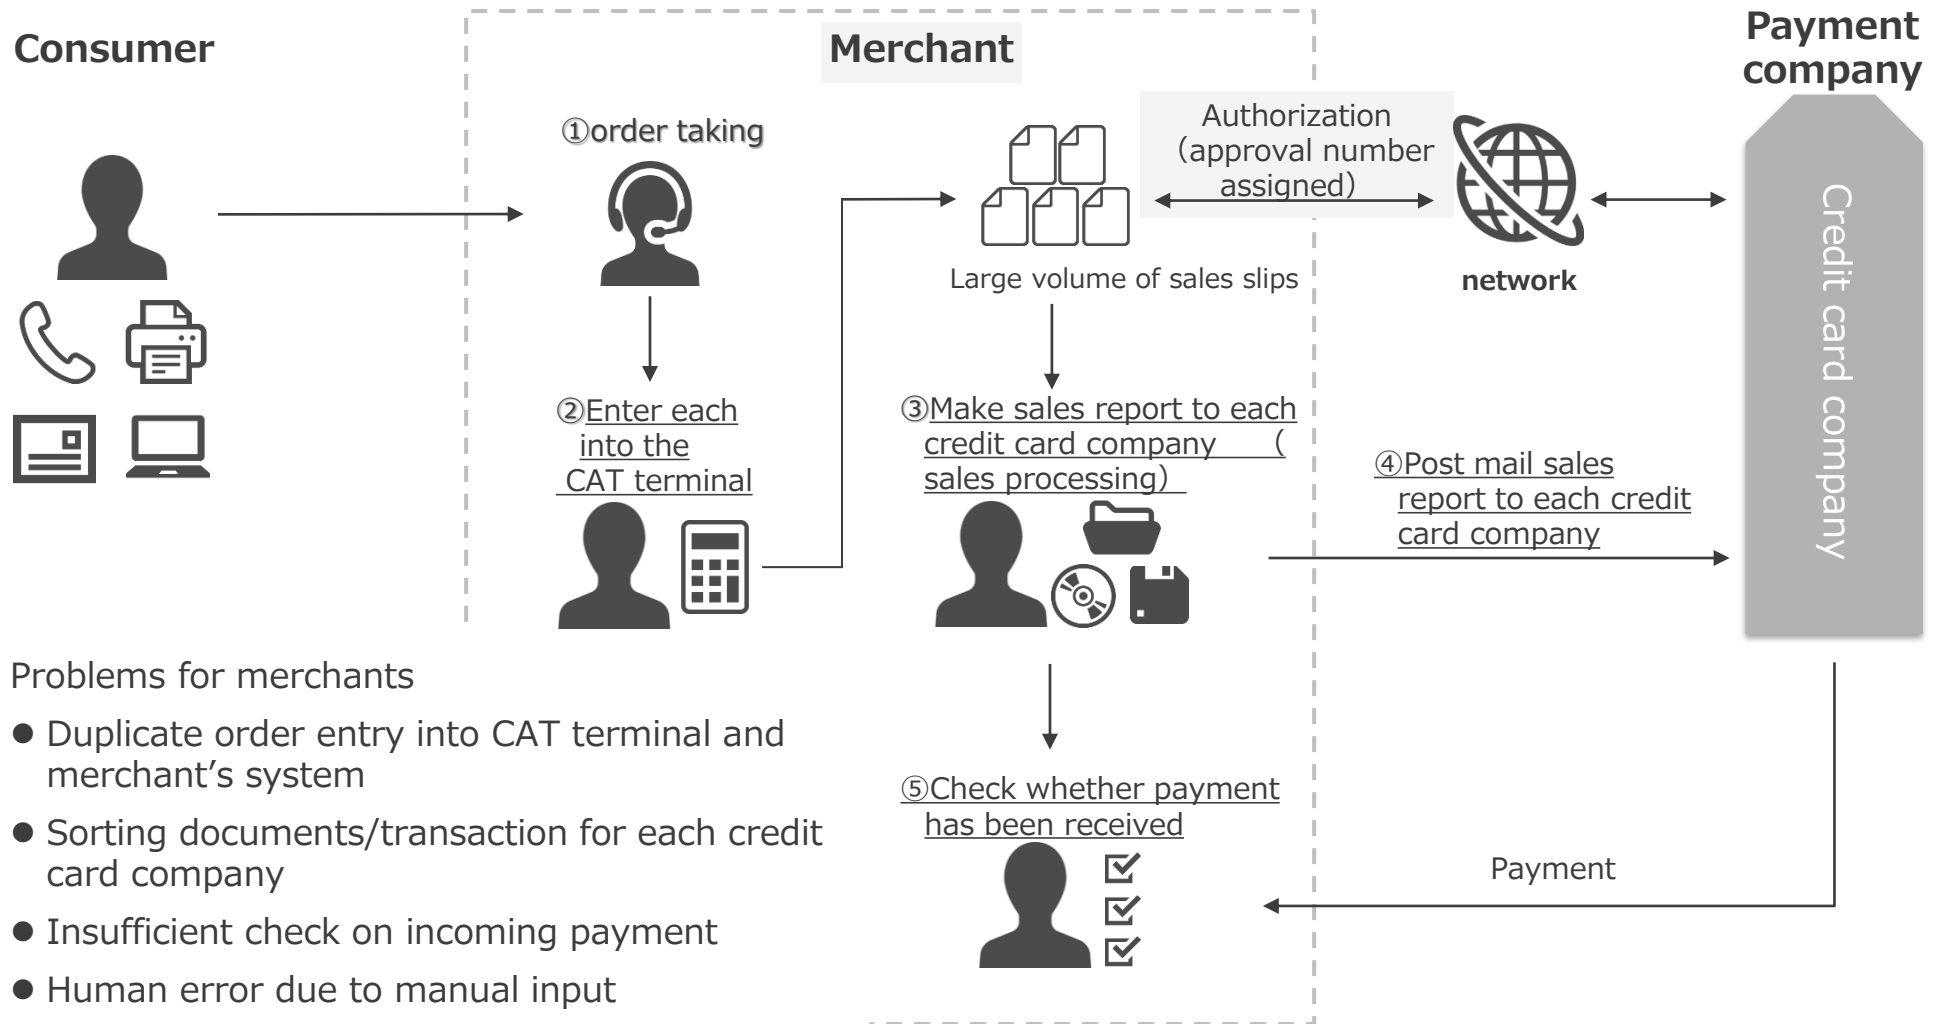 Consumer
Merchant
Payment
company
①order taking
Authorization
（approval number
assigned）
Large volume of sales slips
network
Credit card company
②Enter each
into the
CAT terminal
③Make sales report to each
credit card company （
sales processing）
④Post mail sales
report to each credit
card company
Problems for merchants
● Duplicate order entry into CAT terminal and
merchant’s system
● Sorting documents/transaction for each credit
card company
● Insufficient check on incoming payment
● Human error due to manual input
⑤Check whether payment
has been received
Payment